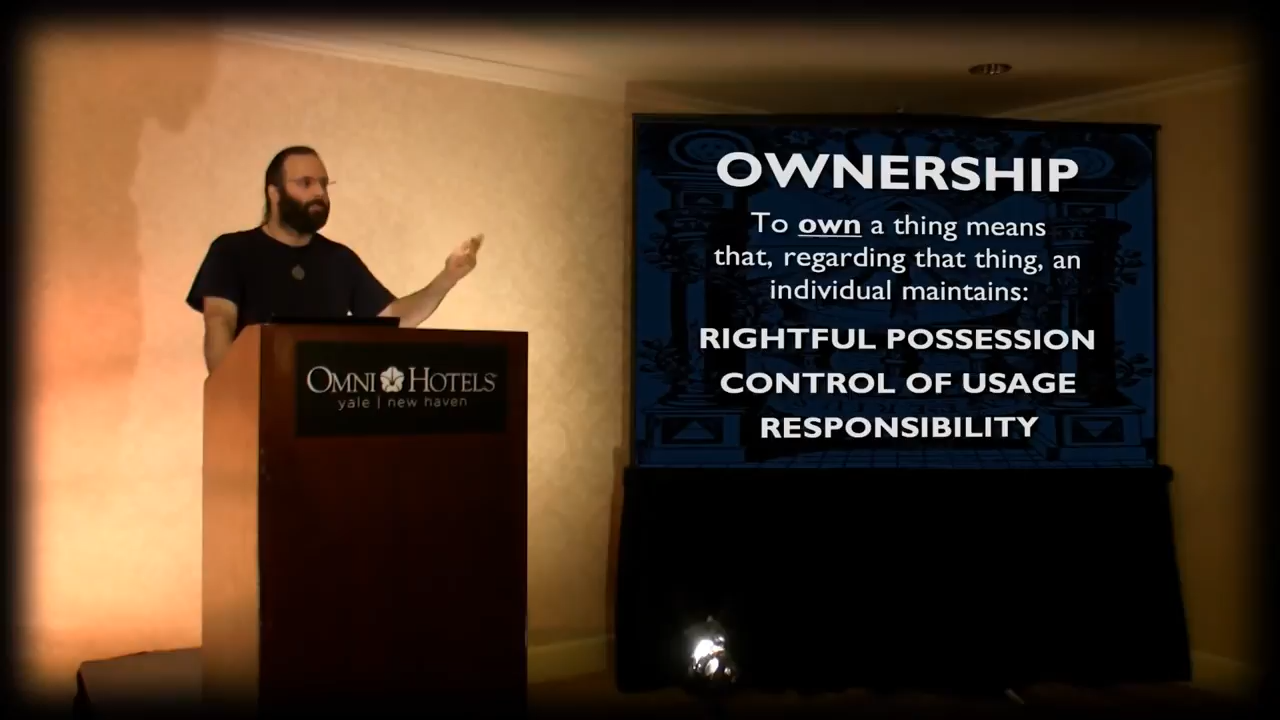 OMNI HOTELS
yale | new haven
OWNERSHIP
To own a thing means
that, regarding that thing, an
individual maintains:
RIGHTFUL POSSESSION
CONTROL OF USAGE
RESPONSIBILITY